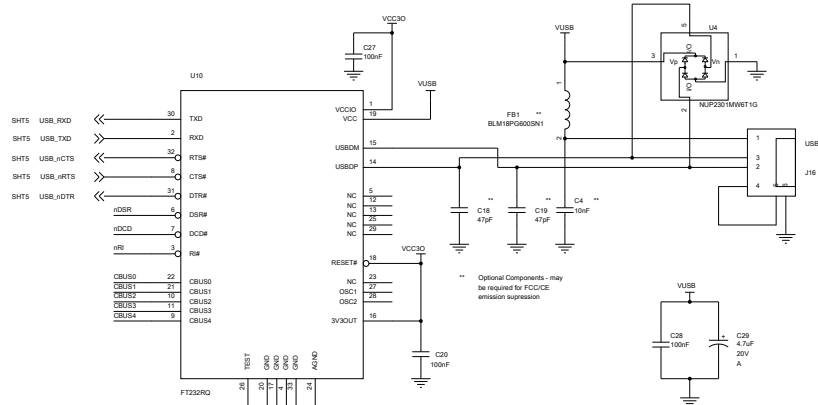 VCC3O
C27
100nF
U10
VUSB
SHT5 USB_RXD 30 TXD
SHT5 USB_TXD 2 RXD
SHT5 USB_nCTS 32 RTS#
SHT5 USB_nRTS 8 CTS#
SHT5 USB_nDTR 31 DTR#
nDSR 6 DSR#
nDCD 7 DCD#
nRI 3 RI#
CBUS0 22 CBUS0
CBUS1 21 CBUS1
CBUS2 10 CBUS2
CBUS3 11 CBUS3
CBUS4 9 CBUS4
VCCIO 1
VCC 19
USBDM 15
USBDP 14
NC 5
NC 12
NC 13
NC 25
NC 29
RESET# 18
NC 23
OSC1 27
OSC2 28
3V3OUT 16
TEST GND GND GND GND AGND
26 20 17 4 33 24
FT232RQ
VCC3O
C20
100nF
VUSB
1
FB1 **
BLM18PG600SN1
2
5
U4
3 Vp Vn 1
I/O
I/O
NUP2301MW6T1G
2
C18 **
47pF
C19 **
47pF
C4 **
10nF
** Optional Components - may
be required for FCC/CE
emission supression
1
3
2
4
USB
J16
VUSB
C28
100nF
+ C29
4.7uF
20V
A